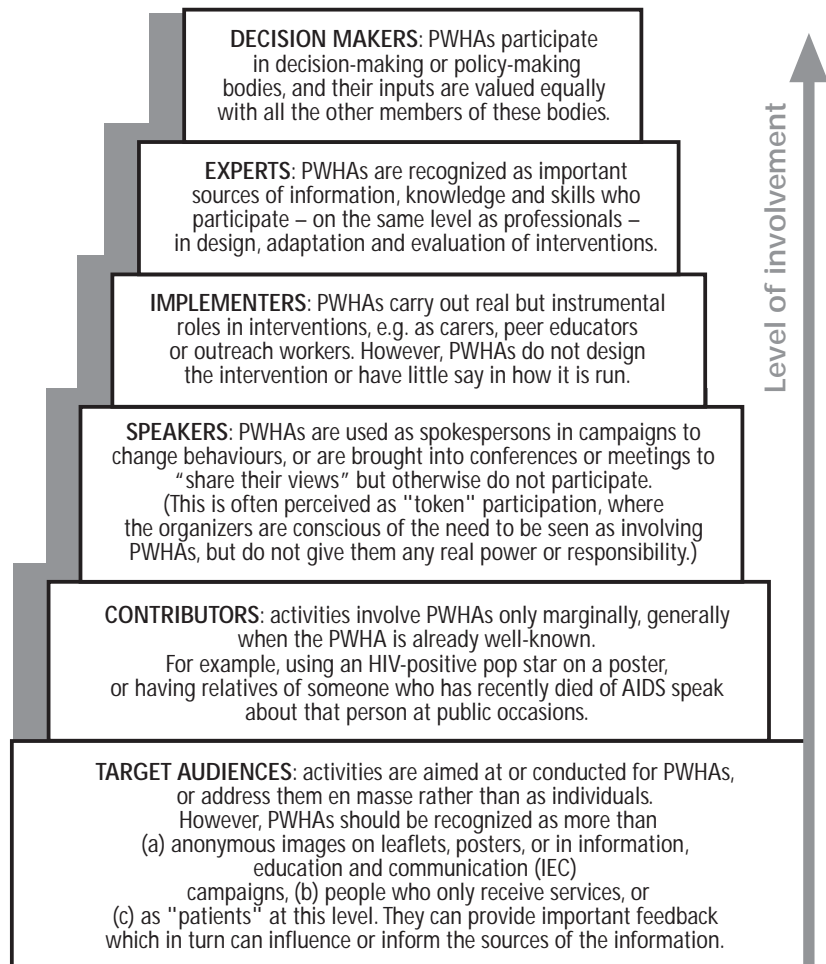 DECISION MAKERS: PWHAs participate
in decision-making or policy-making
bodies, and their inputs are valued equally
with all the other members of these bodies.
EXPERTS: PWHAs are recognized as important
sources of information, knowledge and skills who
participate – on the same level as professionals –
in design, adaptation and evaluation of interventions.
IMPLEMENTERS: PWHAs carry out real but instrumental
roles in interventions, e.g. as carers, peer educators
or outreach workers. However, PWHAs do not design
the intervention or have little say in how it is run.
SPEAKERS: PWHAs are used as spokespersons in campaigns to
change behaviours, or are brought into conferences or meetings to
“share their views” but otherwise do not participate.
(This is often perceived as "token" participation, where
the organizers are conscious of the need to be seen as involving
PWHAs, but do not give them any real power or responsibility.)
CONTRIBUTORS: activities involve PWHAs only marginally, generally
when the PWHA is already well-known.
For example, using an HIV-positive pop star on a poster,
or having relatives of someone who has recently died of AIDS speak
about that person at public occasions.
TARGET AUDIENCES: activities are aimed at or conducted for PWHAs,
or address them en masse rather than as individuals.
However, PWHAs should be recognized as more than
(a) anonymous images on leaflets, posters, or in information,
education and communication (IEC)
campaigns, (b) people who only receive services, or
(c) as "patients" at this level. They can provide important feedback
which in turn can influence or inform the sources of the information.
Level of involvement